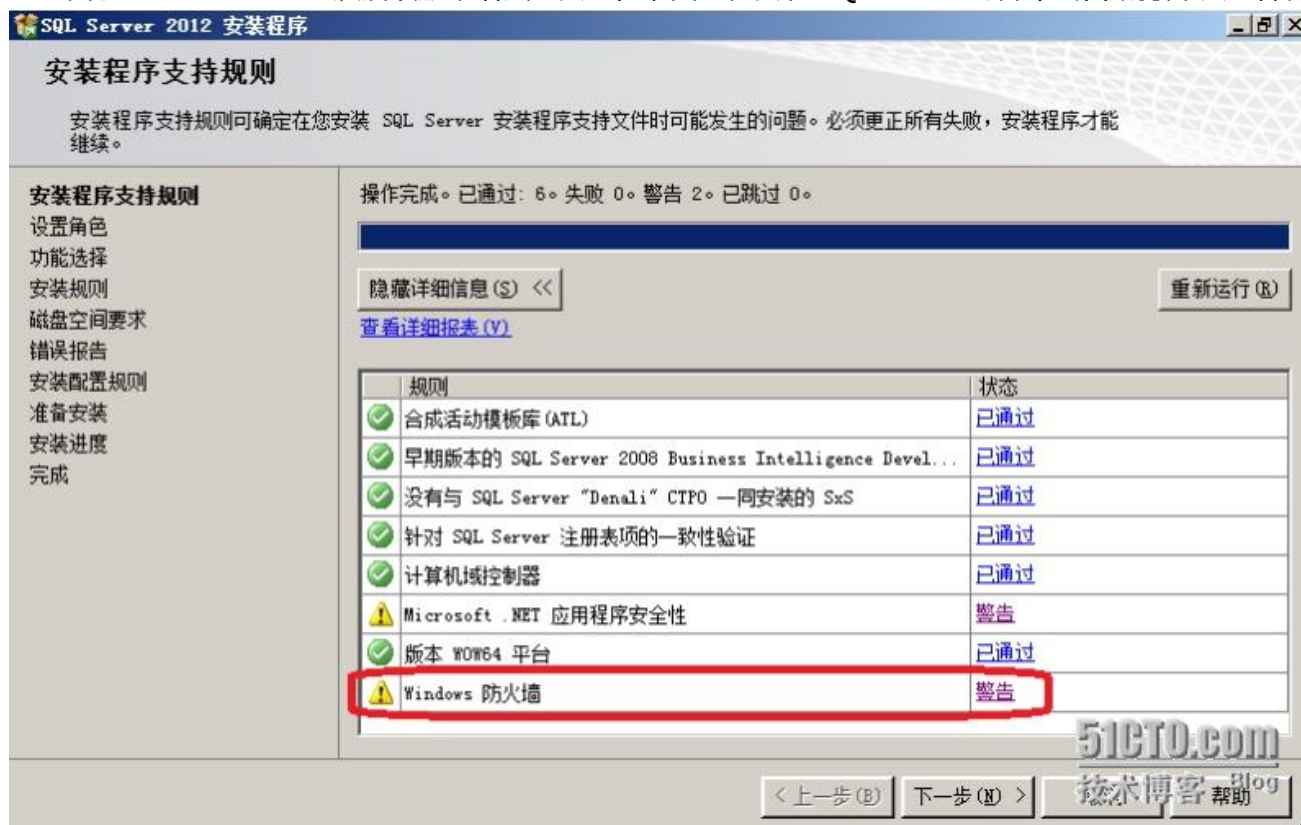 SQL Server 2012 安装程序
安装程序支持规则
安装程序支持规则可确定在您安装 SQL Server 安装程序支持文件时可能发生的问题。必须更正所有失败，安装程序才能
继续。
安装程序支持规则
设置角色
功能选择
安装规则
磁盘空间要求
错误报告
安装配置规则
准备安装
安装进度
完成
操作完成。已通过: 6。失败 0。警告 2。已跳过 0。
隐藏详细信息(S) <<
重新运行(R)
查看详细报表(V)
规则 状态
合成活动模板库(ATL) 已通过
早期版本的 SQL Server 2008 Business Intelligence Devel... 已通过
没有与 SQL Server "Denali" CTP0 一同安装的 SxS 已通过
针对 SQL Server 注册表项的一致性验证 已通过
计算机域控制器 已通过
Microsoft .NET 应用程序安全性 警告
版本 WOW64 平台 已通过
Windows 防火墙 警告
51CTO.com
技术博客 Blog
< 上一步(B) 下一步(N) > 帮助